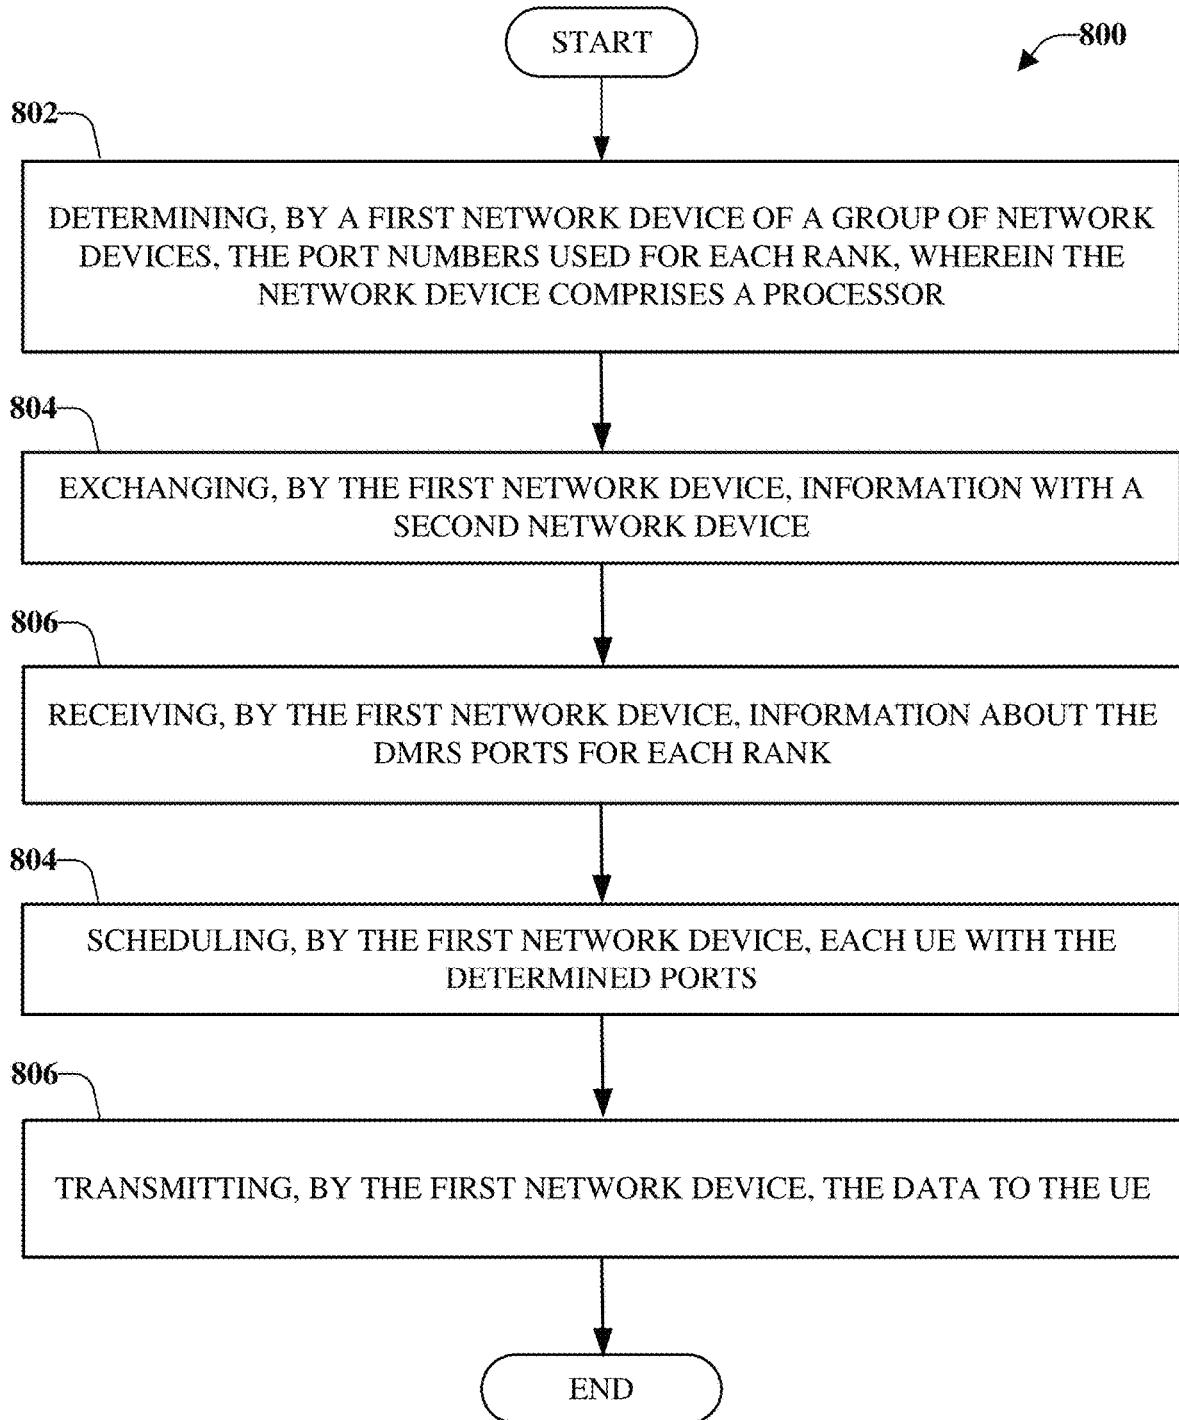 START
800
802
DETERMINING, BY A FIRST NETWORK DEVICE OF A GROUP OF NETWORK
DEVICES, THE PORT NUMBERS USED FOR EACH RANK, WHEREIN THE
NETWORK DEVICE COMPRISES A PROCESSOR
804
EXCHANGING, BY THE FIRST NETWORK DEVICE, INFORMATION WITH A
SECOND NETWORK DEVICE
806
RECEIVING, BY THE FIRST NETWORK DEVICE, INFORMATION ABOUT THE
DMRS PORTS FOR EACH RANK
804
SCHEDULING, BY THE FIRST NETWORK DEVICE, EACH UE WITH THE
DETERMINED PORTS
806
TRANSMITTING, BY THE FIRST NETWORK DEVICE, THE DATA TO THE UE
END